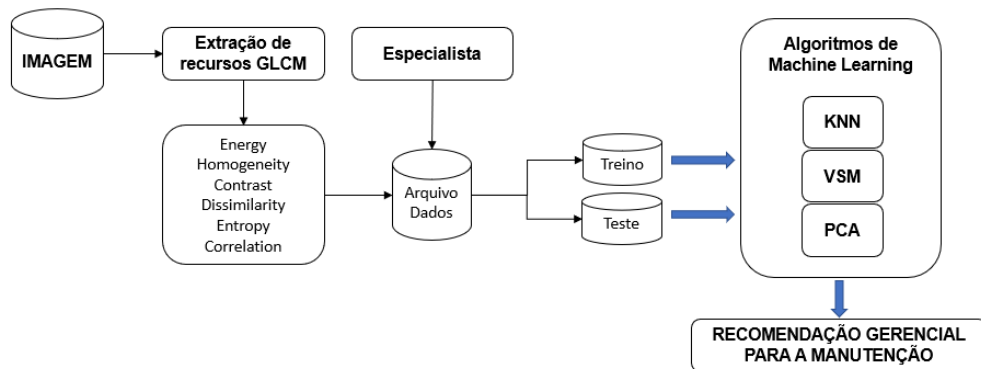 IMAGEM
Extração de
recursos GLCM
Especialista
Algoritmos de
Machine Learning
Energy
Homogeneity
Contrast
Dissimilarity
Entropy
Correlation
Arquivo
Dados
Treino
Teste
KNN
VSM
PCA
RECOMENDAÇÃO GERENCIAL
PARA A MANUTENÇÃO